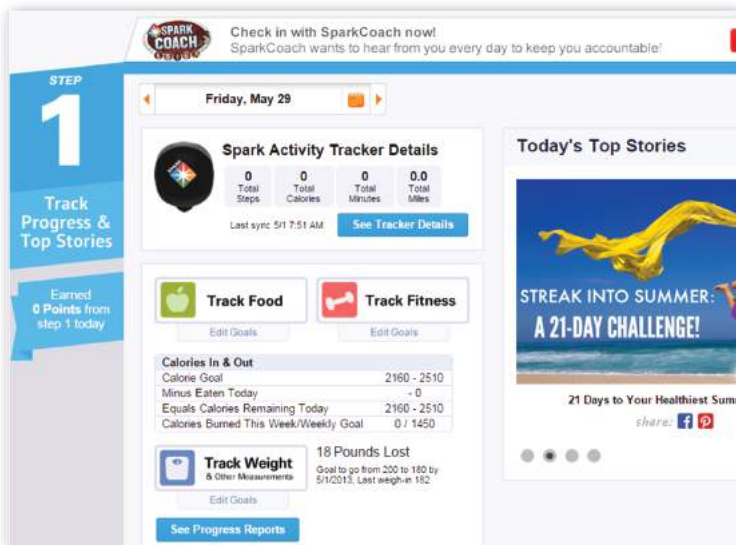 SPARK
COACH
Check in with SparkCoach now!
SparkCoach wants to hear from you every day to keep you accountable!
STEP
1
Track
Progress &
Top Stories
Earned
0 Points from
step 1 today
Friday, May 29
Spark Activity Tracker Details
0 0 0 0.0
Total Total Total Total
Steps Calories Minutes Miles
Last sync 5/1 7:51 AM See Tracker Details
Track Food Track Fitness
Edit Goals Edit Goals
Calories In & Out
Calorie Goal 2160 - 2510
Minus Eaten Today - 0
Equals Calories Remaining Today 2160 - 2510
Calories Burned This Week/Weekly Goal 0 / 1450
Track Weight
& Other Measurements
Edit Goals
18 Pounds Lost
Goal to go from 200 to 180 by
5/1/2013. Last weigh-in 182
See Progress Reports
Today's Top Stories
STREAK INTO SUMMER:
A 21-DAY CHALLENGE!
21 Days to Your Healthiest Summ
share: